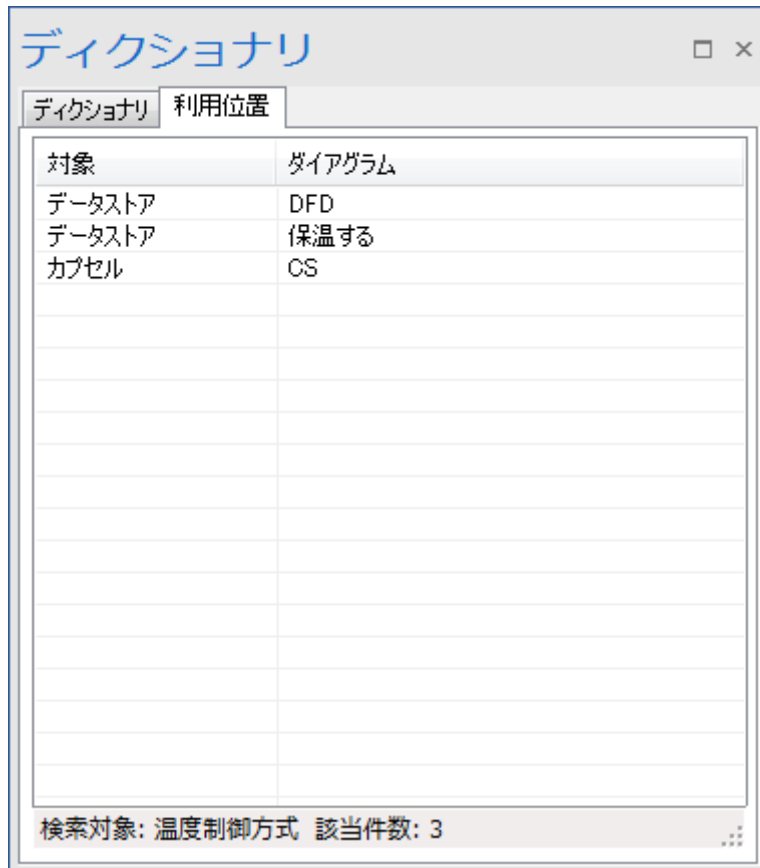 ディクショナリ
ディクショナリ 利用位置
対象 ダイアグラム
データストア DFD
データストア 保温する
カプセル CS
検索対象: 温度制御方式 該当件数: 3